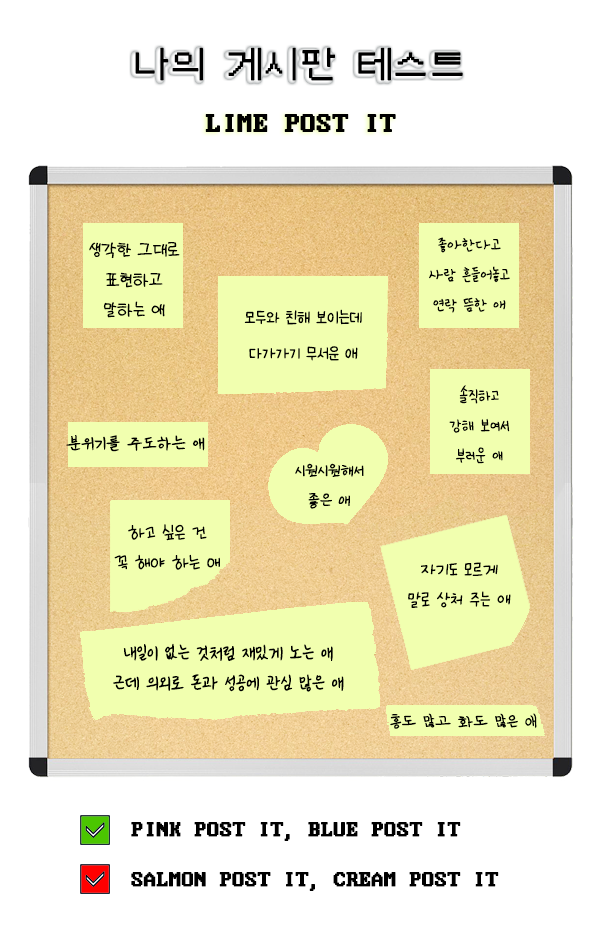 나의 게시판 테스트
LIME POST IT
생각한 그대로
표현하고
말하는 애
모두와 친해 보이는데
다가가기 무서운 애
좋아한다고
사람 흔들어놓고
연락 뜸한 애
솔직하고
강해 보여서
부러운 애
분위기를 주도하는 애
시원시원해서
좋은 애
하고 싶은 건
꼭 해야 하는 애
자기도 모르게
말로 상처 주는 애
내일이 없는 것처럼 재밌게 노는 애
근데 의외로 돈과 성공에 관심 많은 애
흥도 많고 화도 많은 애
PINK POST IT, BLUE POST IT
SALMON POST IT, CREAM POST IT